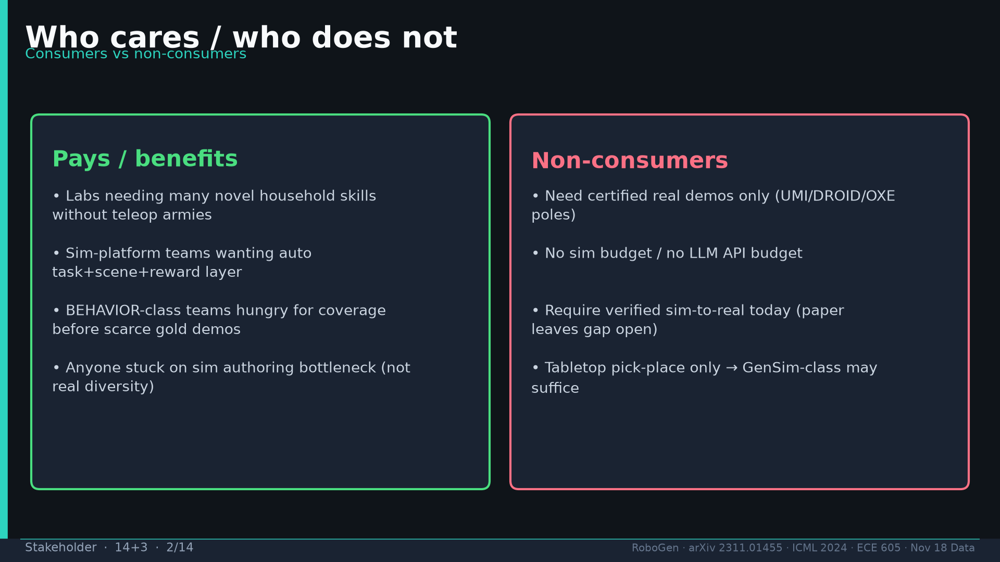 Who cares / who does not
Consumers vs non-consumers
Pays / benefits
• Labs needing many novel household skills
without teleop armies
• Sim-platform teams wanting auto
task+scene+reward layer
• BEHAVIOR-class teams hungry for coverage
before scarce gold demos
• Anyone stuck on sim authoring bottleneck (not
real diversity)
Non-consumers
• Need certified real demos only (UMI/DROID/OXE
poles)
• No sim budget / no LLM API budget
• Require verified sim-to-real today (paper
leaves gap open)
• Tabletop pick-place only → GenSim-class may
suffice
Stakeholder · 14+3 · 2/14
RoboGen · arXiv 2311.01455 · ICML 2024 · ECE 605 · Nov 18 Data